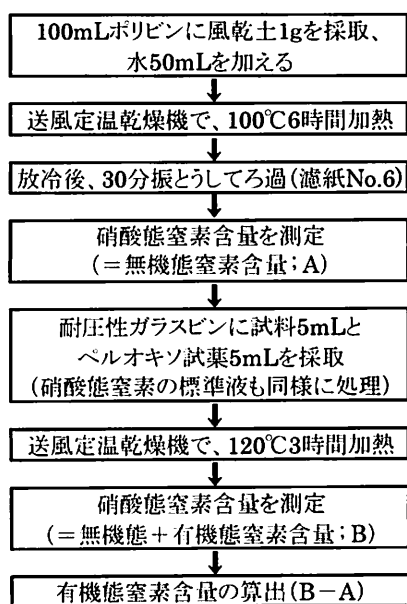 100mLポリビンに風乾土1gを採取、
水50mLを加える
送風定温乾燥機で、100℃6時間加熱
放冷後、30分振とうしてろ過(濾紙No.6)
硝酸態窒素含量を測定
(=無機態窒素含量;A)
耐圧性ガラスビンに試料5mLと
ペルオキソ試薬5mLを採取
(硝酸態窒素の標準液も同様に処理)
送風定温乾燥機で、120℃3時間加熱
硝酸態窒素含量を測定
(=無機態+有機態窒素含量;B)
有機態窒素含量の算出(B-A)